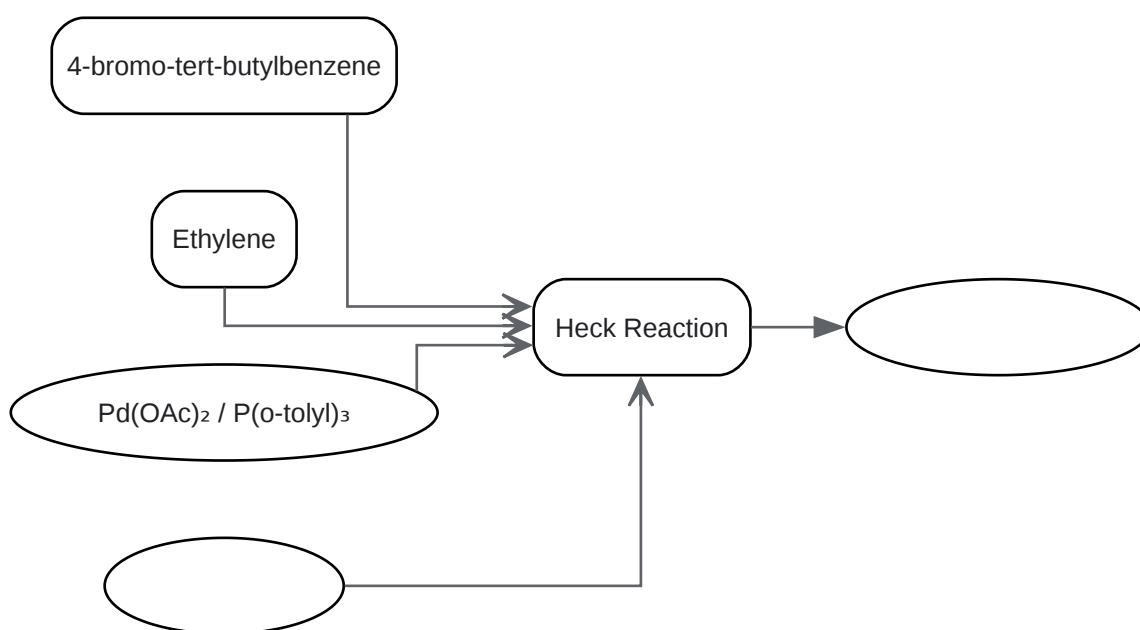 4-bromo-tert-butylbenzene
Ethylene
Heck Reaction
Pd(OAc)₂ / P(o-tolyl)₃